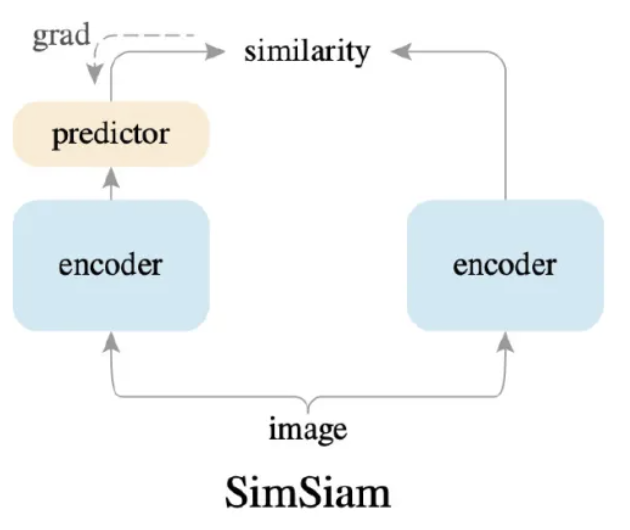 grad
similarity
predictor
encoder
encoder
image
SimSiam